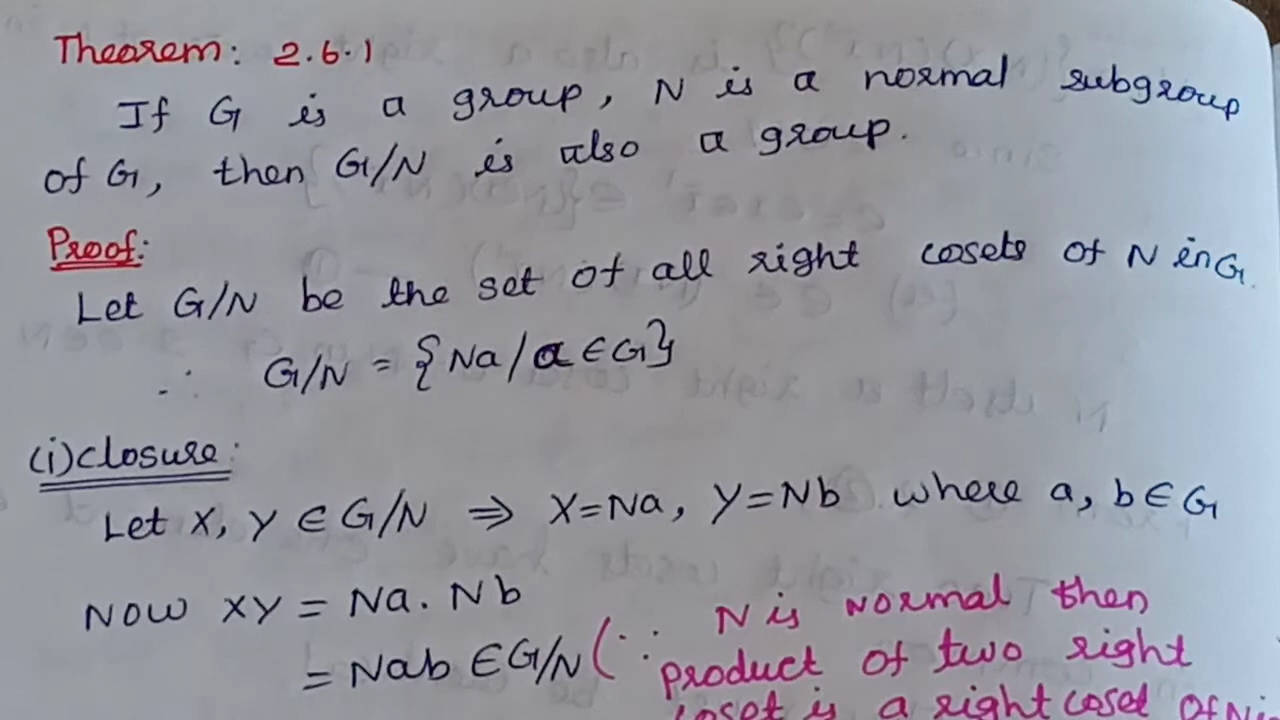 Theorem: 2.6.1
If G is a group, N is a normal subgroup
of G, then G/N is also a group.
Proof:
Let G/N be the set of all right cosets of N in G.
∴ G/N = {Na/a∈G}
(i) closure:
Let X, Y ∈ G/N ⇒ X=Na, Y=Nb where a, b∈G
Now XY = Na. Nb
= Nab ∈G/N (∵ N is normal then
product of two right
coset is a right coset of N